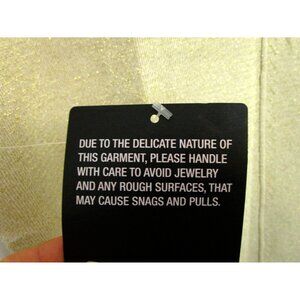 DUE TO THE DELICATE NATURE OF
THIS GARMENT, PLEASE HANDLE
WITH CARE TO AVOID JEWELRY
AND ANY ROUGH SURFACES, THAT
MAY CAUSE SNAGS AND PULLS.